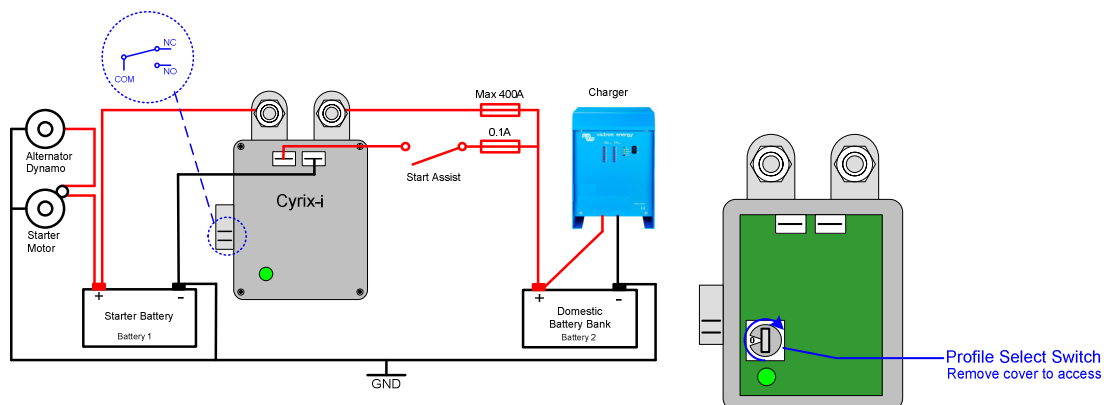 NC
NO
COM
Max 400A
0.1A
Charger
victron energy
Alternator
Dynamo
Start Assist
Cyrix-i
Starter
Motor
+
-
Starter Battery
Battery 1
+
-
Domestic
Battery Bank
Battery 2
GND
0
Profile Select Switch
Remove cover to access